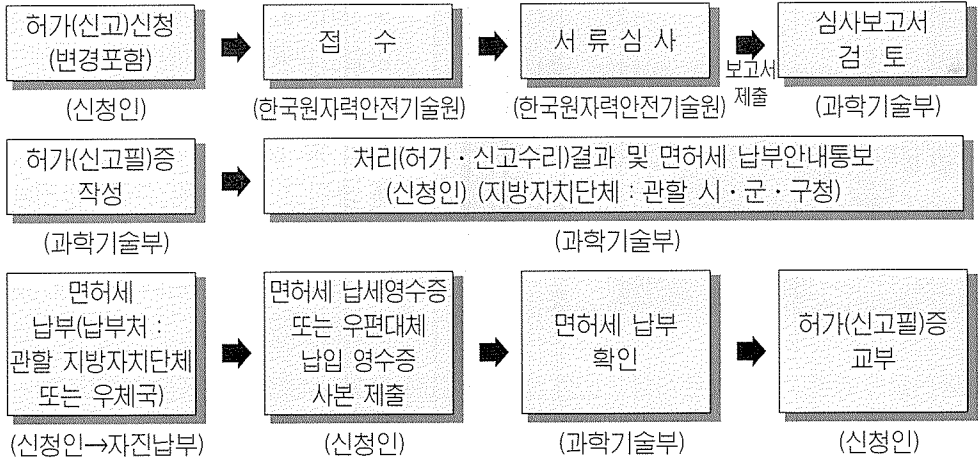 허가(신고)신청
(변경포함)
(신청인)
접 수
(한국원자력안전기술원)
서 류 심 사
(한국원자력안전기술원)
보고서
제출
심사보고서
검 토
(과학기술부)
허가(신고필)증
작성
(과학기술부)
처리(허가·신고수리)결과 및 면허세 납부안내통보
(신청인) (지방자치단체 : 관할 시·군·구청)
(과학기술부)
면허세
납부(납부처 :
관할 지방자치단체
또는 우체국)
(신청인→자진납부)
면허세 납세영수증
또는 우편대체
납입 영수증
사본 제출
(신청인)
면허세 납부
확인
(과학기술부)
허가(신고필)증
교부
(신청인)